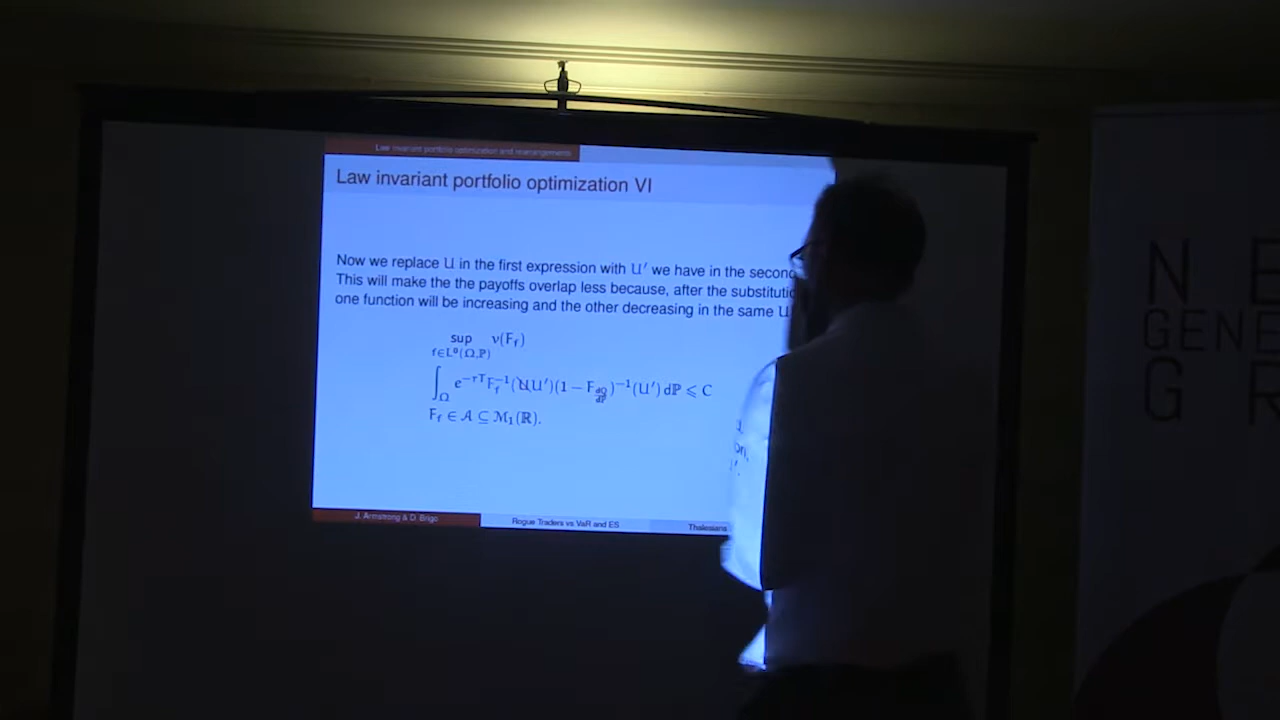 Law invariant portfolio optimization and rearrangements
Law invariant portfolio optimization VI
Now we replace U in the first expression with U′ we have in the second
This will make the the payoffs overlap less because, after the
one function will be increasing and the other decreasing in the same U
sup ν(F_f)
f∈L⁰(Ω,ℙ)
∫_Ω e^{−rT} F_f^{−1}(U̸U′)(1 − F_{dℚ/dℙ})^{−1}(U′) dℙ ⩽ C
F_f ∈ 𝒜 ⊆ ℳ₁(ℝ).
J. Armstrong & D. Brigo
Rogue Traders vs VaR and ES
Thalesians
N E
GENE
G R